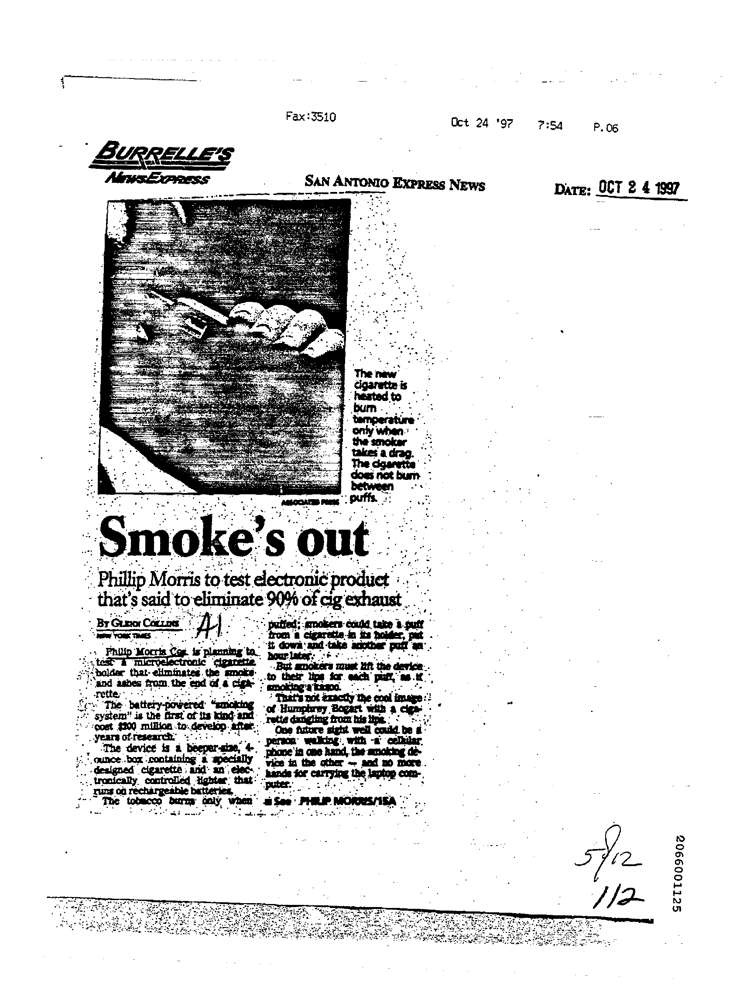 Fax:3510 Oct 24 '97 7:54 P.06
BURRELLE'S
NEWSEXPRESS
SAN ANTONIO EXPRESS NEWS
DATE: OCT 2 4 1997
The new
cigarette is
heated to
burn
temperature
only when
the smoker
takes a drag.
The cigarette
does not burn
between
puffs.
ASSOCIATED PRESS
Smoke's out
Phillip Morris to test electronic product
that's said to eliminate 90% of cig exhaust
BY GLENN COLLINS
NEW YORK TIMES
A1
Philip Morris Cos. is planning to
test a microelectronic cigarette
holder that eliminates the smoke
and ashes from the end of a ciga-
rette.
The battery-powered "smoking
system" is the first of its kind and
cost $200 million to develop after
years of research.
The device is a beeper-size, 4-
ounce box containing a specially
designed cigarette and an elec-
tronically controlled lighter that
runs on rechargeable batteries.
The tobacco burns only when
puffed; smokers could take a puff
from a cigarette in its holder, put
it down and take another puff an
hour later.
But smokers must lift the device
to their lips for each puff, as if
smoking a kazoo.
That's not exactly the cool image
of Humphrey Bogart with a ciga-
rette dangling from his lips.
One future sight well could be a
person walking with a cellular
phone in one hand, the smoking de-
vice in the other — and no more
hands for carrying the laptop com-
puter.
See PHILIP MORRIS/15A
5/12
112
2066001125